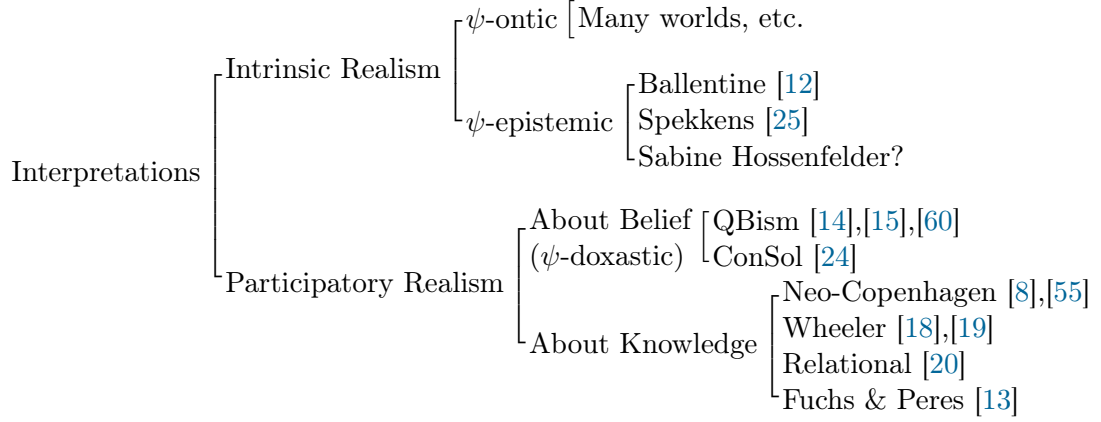 ψ-ontic Many worlds, etc.
Intrinsic Realism
Ballentine [12]
ψ-epistemic Spekkens [25]
Sabine Hossenfelder?
Interpretations
About Belief QBism [14],[15],[60]
(ψ-doxastic) ConSol [24]
Participatory Realism
Neo-Copenhagen [8],[55]
Wheeler [18],[19]
About Knowledge
Relational [20]
Fuchs & Peres [13]